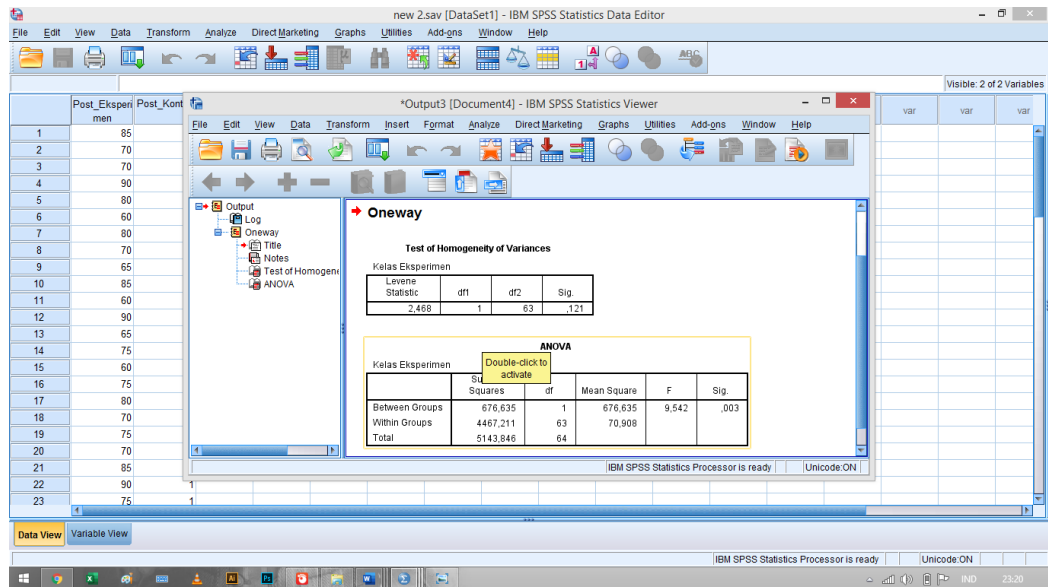 new 2.sav [DataSet1] - IBM SPSS Statistics Data Editor
File Edit View Data Transform Analyze Direct Marketing Graphs Utilities Add-ons Window Help
Visible: 2 of 2 Variables
Post_Eksperi men Post_Kont var var var
1 85
2 70
3 70
4 90
5 80
6 60
7 80
8 70
9 65
10 85
11 60
12 90
13 65
14 75
15 60
16 75
17 80
18 70
19 75
20 70
21 85
22 90 1
23 75 1
*Output3 [Document4] - IBM SPSS Statistics Viewer
File Edit View Data Transform Insert Format Analyze Direct Marketing Graphs Utilities Add-ons Window Help
Output
Log
Oneway
Title
Notes
Test of Homogene
ANOVA
Oneway
Test of Homogeneity of Variances
Kelas Eksperimen
Levene Statistic df1 df2 Sig.
2,468 1 63 ,121
ANOVA
Kelas Eksperimen
Double-click to
activate
Squares df Mean Square F Sig.
Between Groups 676,635 1 676,635 9,542 ,003
Within Groups 4467,211 63 70,908
Total 5143,846 64
IBM SPSS Statistics Processor is ready Unicode:ON
Data View Variable View
IBM SPSS Statistics Processor is ready Unicode:ON
IND 23:20